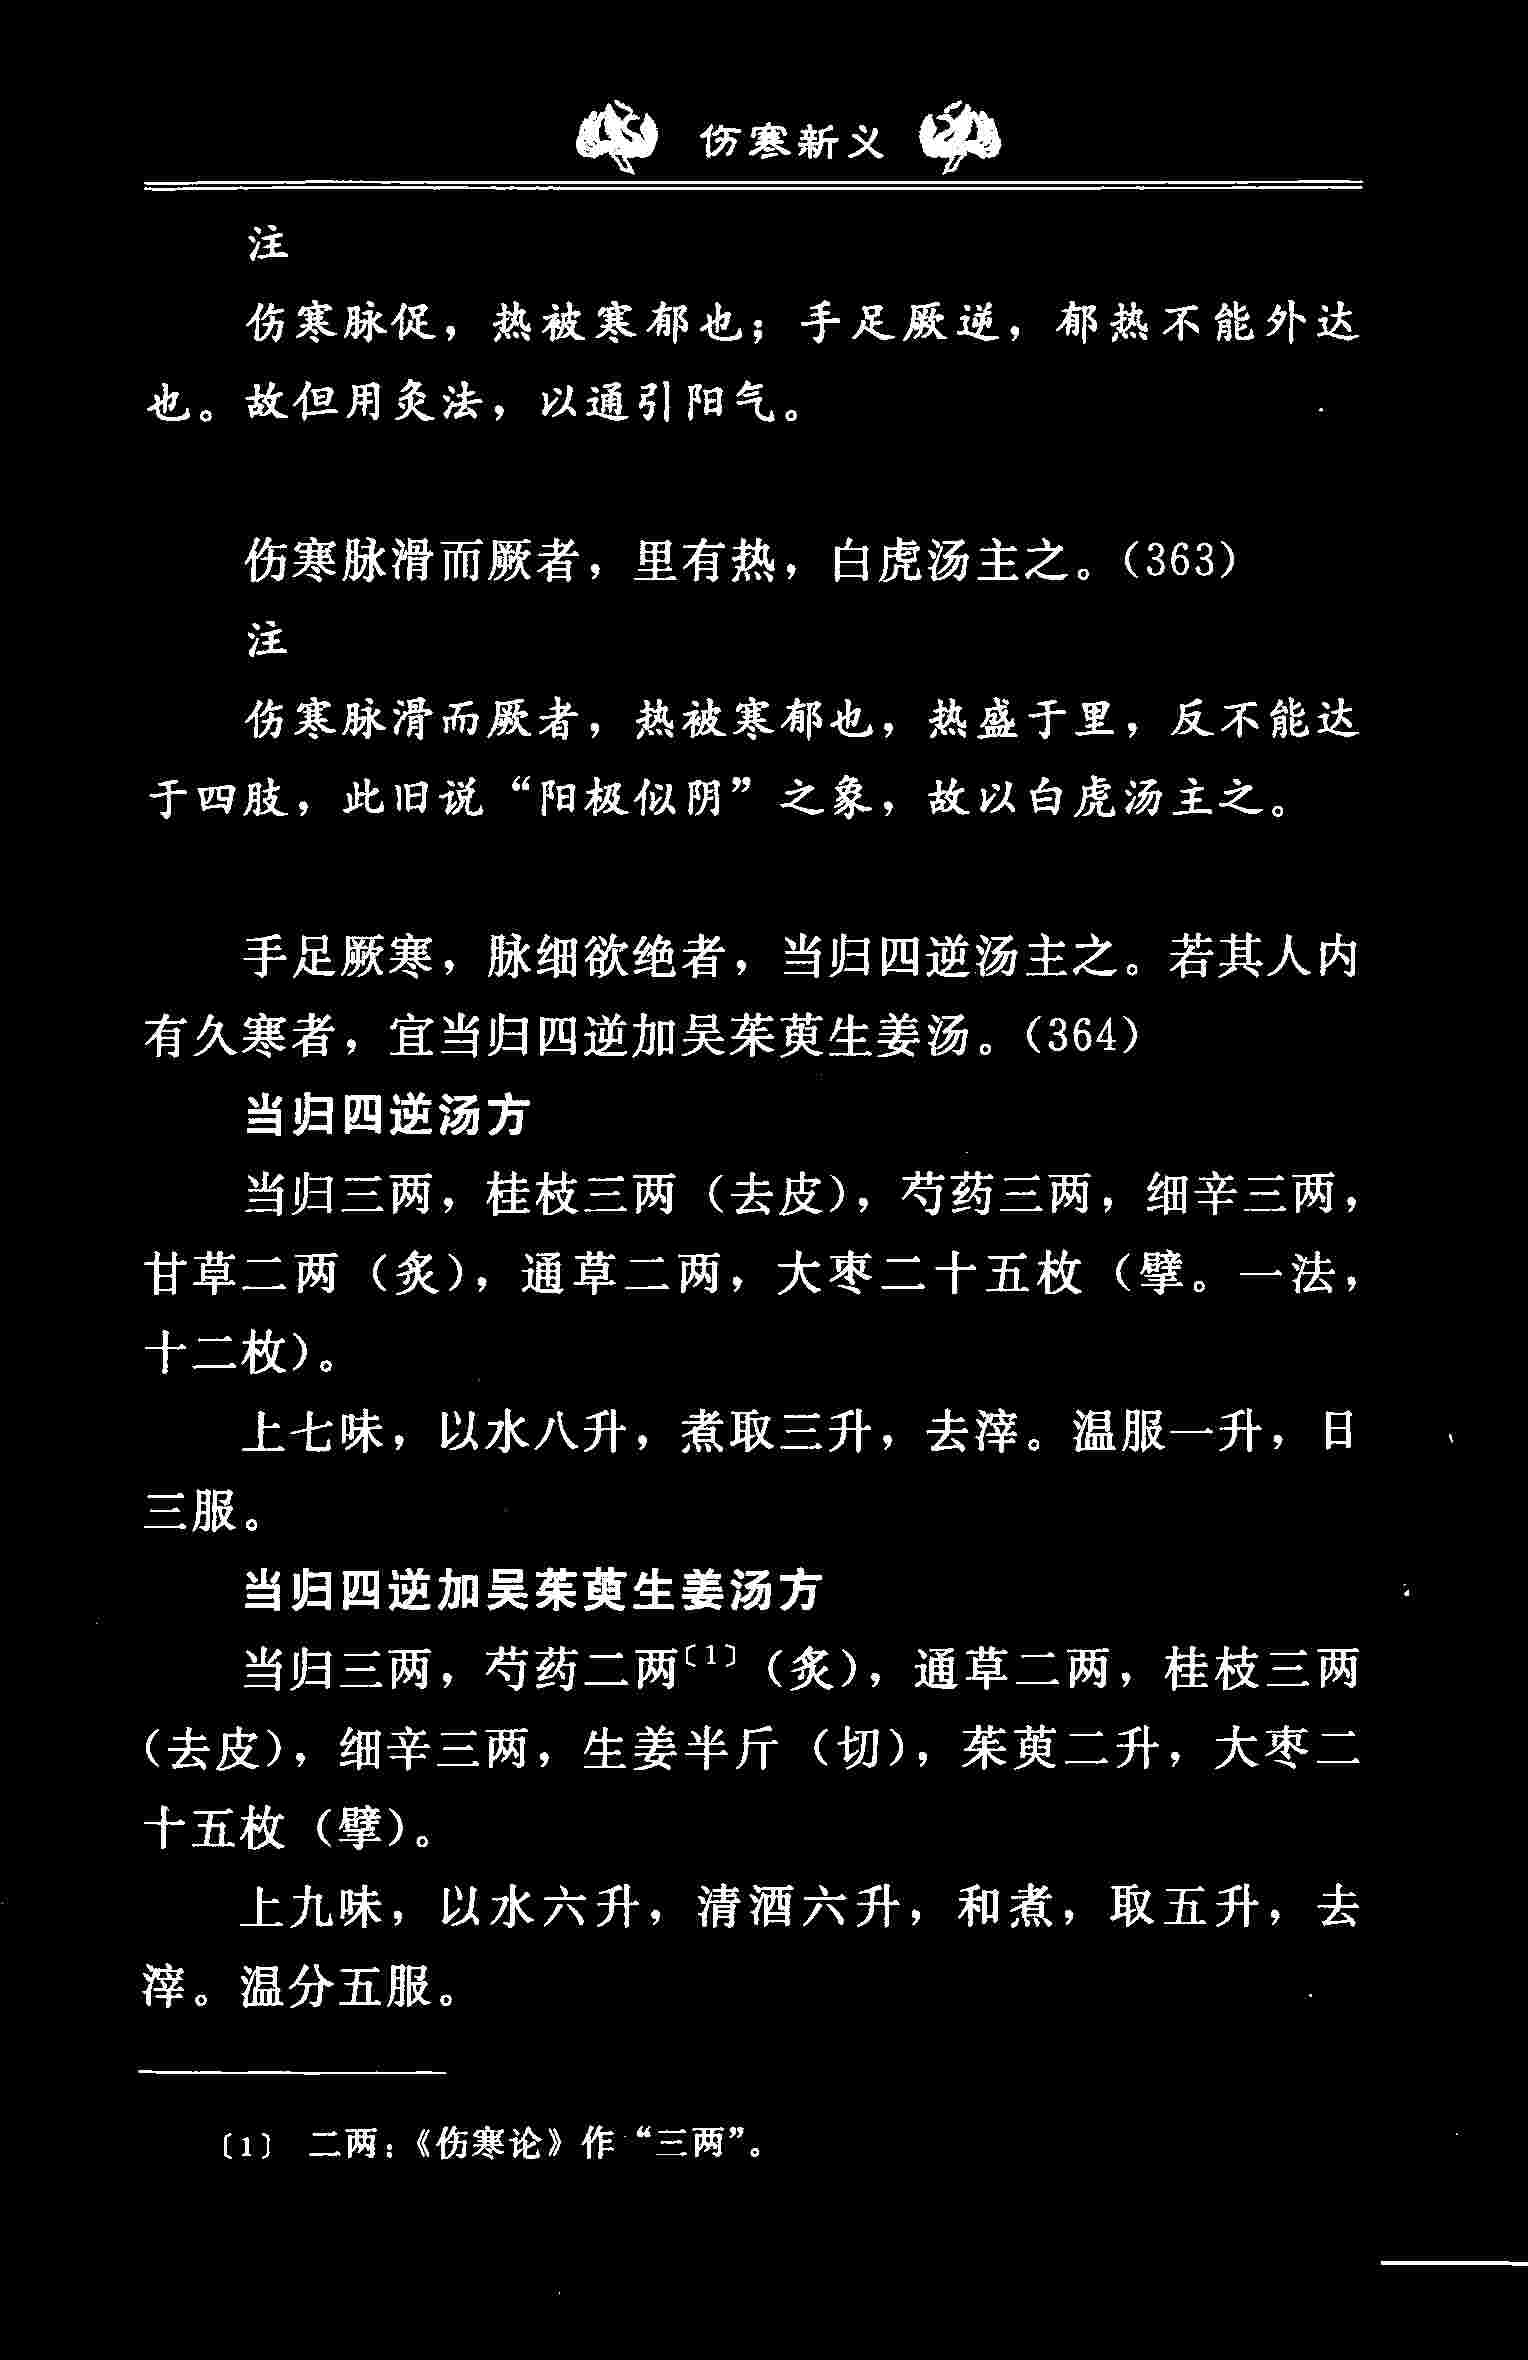 伤寒新义
注
伤寒脉促，热被寒郁也；手足厥逆，郁热不能外达
也。故但用灸法，以通引阳气。
伤寒脉滑而厥者，里有热，白虎汤主之。（363）
注
伤寒脉滑而厥者，热被寒郁也，热盛于里，反不能达
于四肢，此旧说“阳极似阴”之象，故以白虎汤主之。
手足厥寒，脉细欲绝者，当归四逆汤主之。若其人内
有久寒者，宜当归四逆加吴茱萸生姜汤。（364）
当归四逆汤方
当归三两，桂枝三两（去皮），芍药三两，细辛三两，
甘草二两（炙），通草二两，大枣二十五枚（擘。一法，
十二枚）。
上七味，以水八升，煮取三升，去滓。温服一升，日
三服。
当归四逆加吴茱萸生姜汤方
当归三两，芍药二两〔1〕（炙），通草二两，桂枝三两
（去皮），细辛三两，生姜半斤（切），茱萸二升，大枣二
十五枚（擘）。
上九味，以水六升，清酒六升，和煮，取五升，去
滓。温分五服。
〔1〕 二两：《伤寒论》作“三两”。